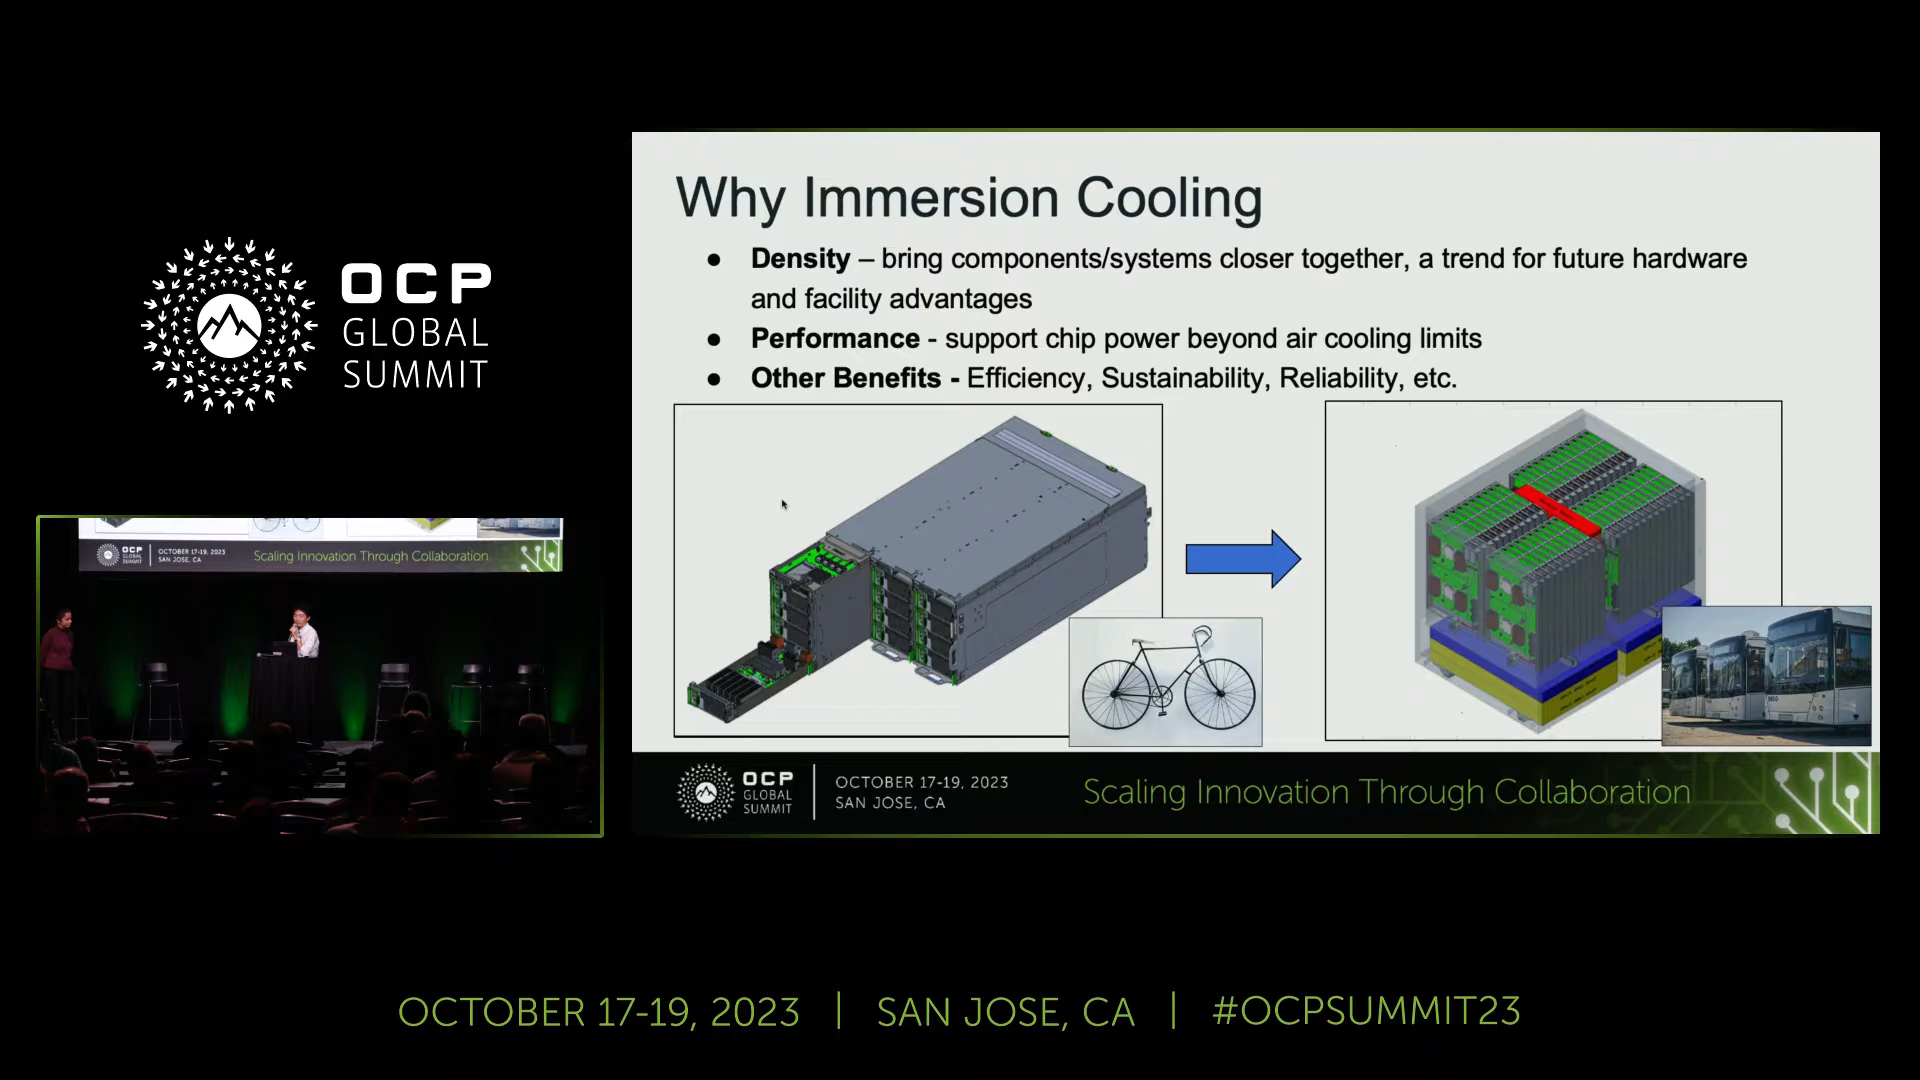 OCP
GLOBAL
SUMMIT
Why Immersion Cooling
● Density – bring components/systems closer together, a trend for future hardware
and facility advantages
● Performance - support chip power beyond air cooling limits
● Other Benefits - Efficiency, Sustainability, Reliability, etc.
OCP
GLOBAL
SUMMIT
OCTOBER 17-19, 2023
SAN JOSE, CA
Scaling Innovation Through Collaboration
OCP
GLOBAL
SUMMIT
OCTOBER 17-19, 2023
SAN JOSE, CA
Scaling Innovation Through Collaboration
OCTOBER 17-19, 2023 | SAN JOSE, CA | #OCPSUMMIT23